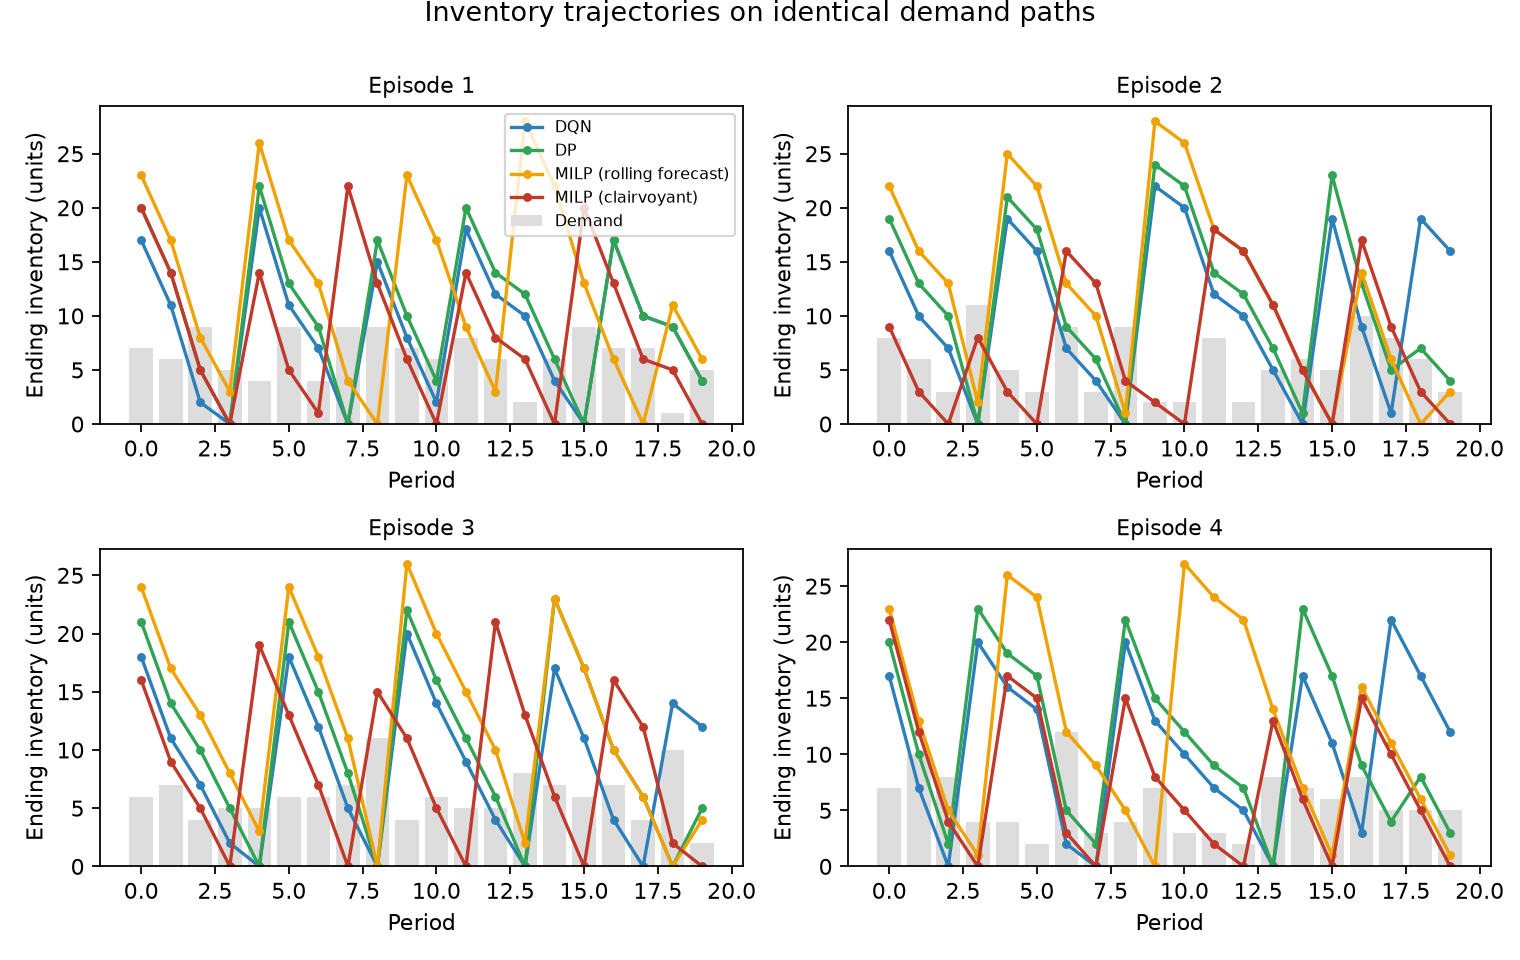 Inventory trajectories on identical demand paths
Episode 1
Ending inventory (units)
25
20
15
10
5
0
0.0 2.5 5.0 7.5 10.0 12.5 15.0 17.5 20.0
Period
DQN
DP
MILP (rolling forecast)
MILP (clairvoyant)
Demand
Episode 2
Ending inventory (units)
25
20
15
10
5
0
0.0 2.5 5.0 7.5 10.0 12.5 15.0 17.5 20.0
Period
Episode 3
Ending inventory (units)
25
20
15
10
5
0
0.0 2.5 5.0 7.5 10.0 12.5 15.0 17.5 20.0
Period
Episode 4
Ending inventory (units)
25
20
15
10
5
0
0.0 2.5 5.0 7.5 10.0 12.5 15.0 17.5 20.0
Period